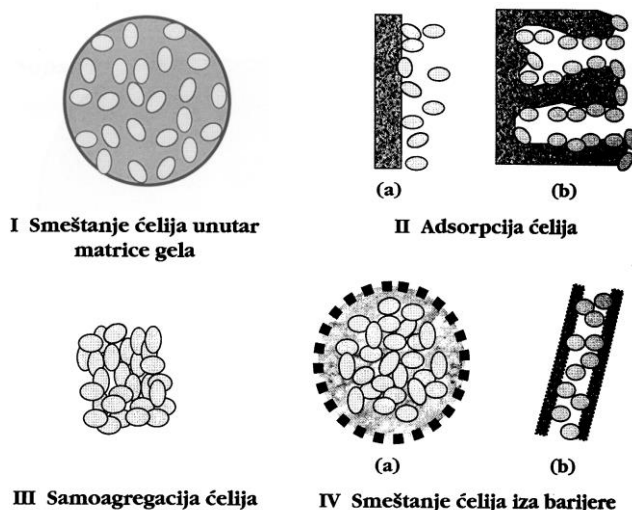 (a)
(b)
I Smeštanje ćelija unutar
matrice gela
II Adsorpcija ćelija
(a)
(b)
III Samoagregacija ćelija
IV Smeštanje ćelija iza barijere